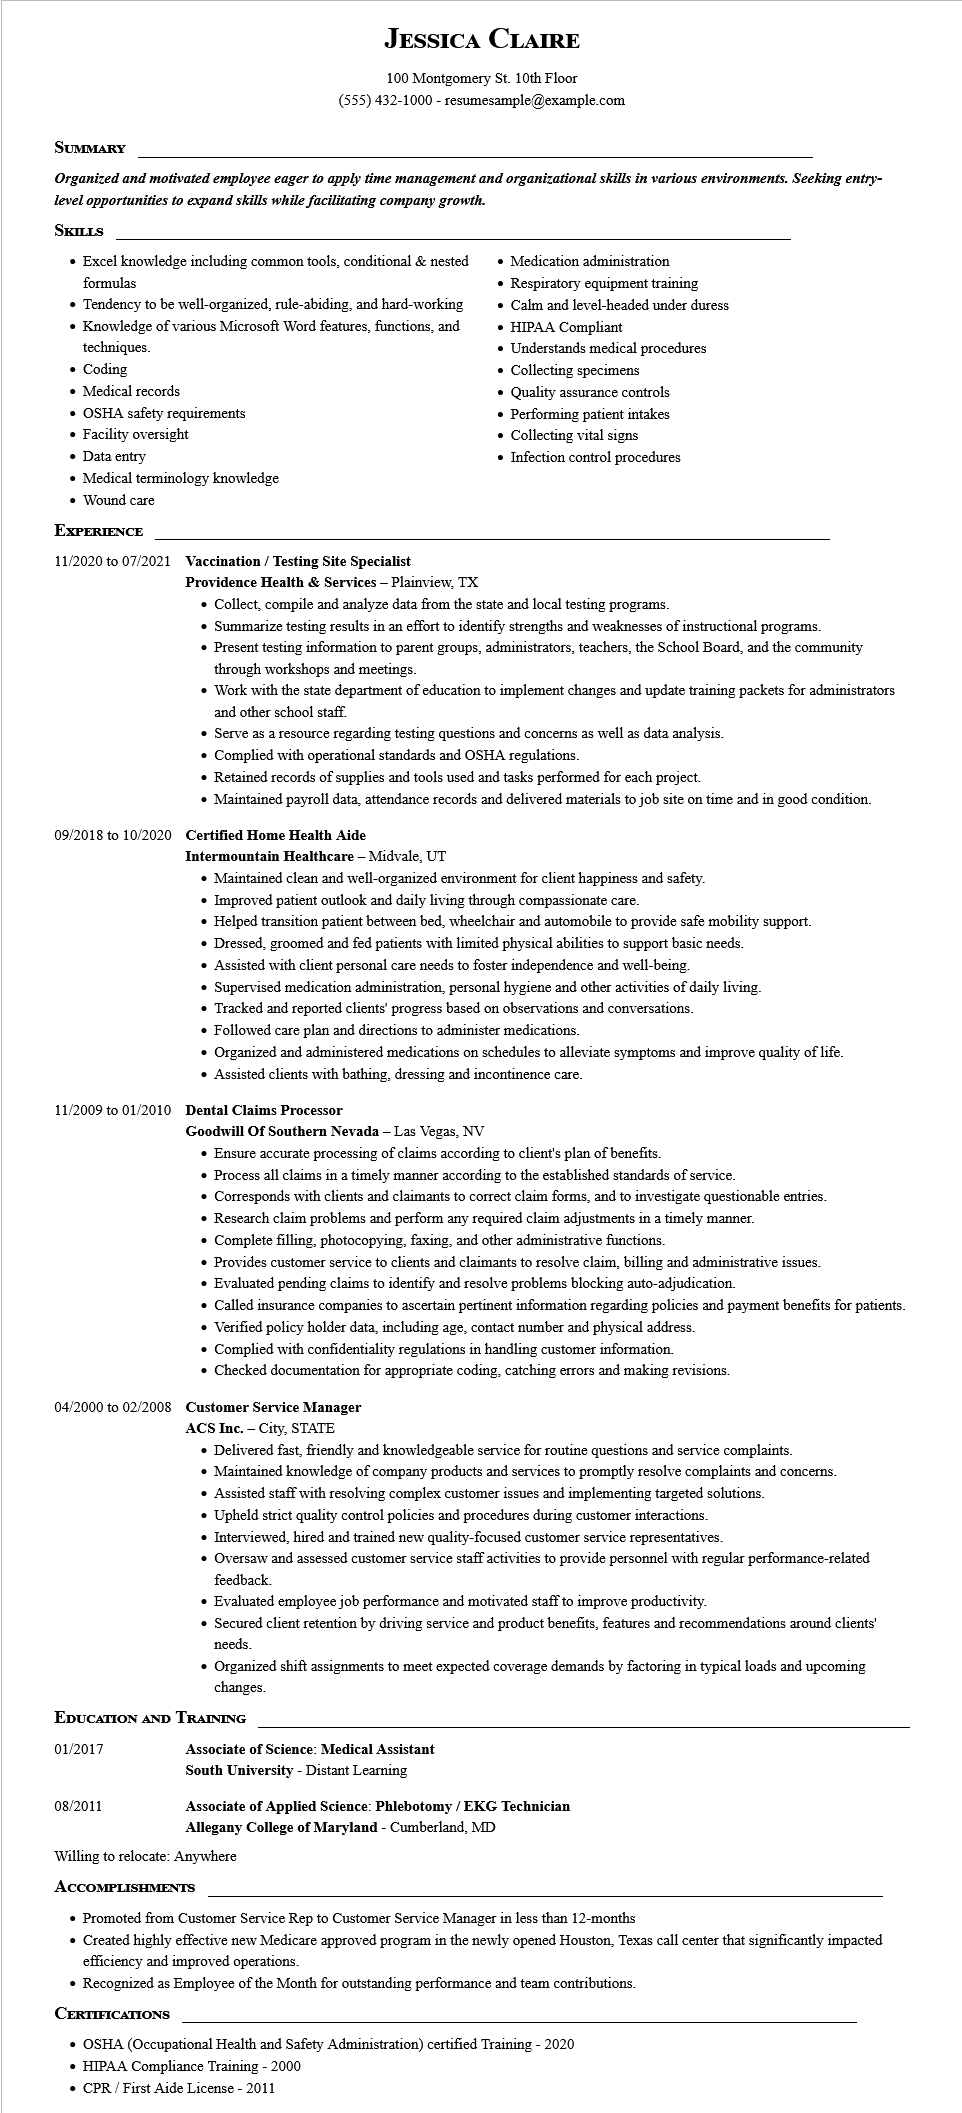 Jessica Claire
100 Montgomery St. 10th Floor
(555) 432-1000 - resumesample@example.com
Summary
Organized and motivated employee eager to apply time management and organizational skills in various environments. Seeking entry-
level opportunities to expand skills while facilitating company growth.
Skills
• Excel knowledge including common tools, conditional & nested
formulas
• Tendency to be well-organized, rule-abiding, and hard-working
• Knowledge of various Microsoft Word features, functions, and
techniques.
• Coding
• Medical records
• OSHA safety requirements
• Facility oversight
• Data entry
• Medical terminology knowledge
• Wound care
• Medication administration
• Respiratory equipment training
• Calm and level-headed under duress
• HIPAA Compliant
• Understands medical procedures
• Collecting specimens
• Quality assurance controls
• Performing patient intakes
• Collecting vital signs
• Infection control procedures
Experience
11/2020 to 07/2021 Vaccination / Testing Site Specialist
Providence Health & Services – Plainview, TX
• Collect, compile and analyze data from the state and local testing programs.
• Summarize testing results in an effort to identify strengths and weaknesses of instructional programs.
• Present testing information to parent groups, administrators, teachers, the School Board, and the community
through workshops and meetings.
• Work with the state department of education to implement changes and update training packets for administrators
and other school staff.
• Serve as a resource regarding testing questions and concerns as well as data analysis.
• Complied with operational standards and OSHA regulations.
• Retained records of supplies and tools used and tasks performed for each project.
• Maintained payroll data, attendance records and delivered materials to job site on time and in good condition.
09/2018 to 10/2020 Certified Home Health Aide
Intermountain Healthcare – Midvale, UT
• Maintained clean and well-organized environment for client happiness and safety.
• Improved patient outlook and daily living through compassionate care.
• Helped transition patient between bed, wheelchair and automobile to provide safe mobility support.
• Dressed, groomed and fed patients with limited physical abilities to support basic needs.
• Assisted with client personal care needs to foster independence and well-being.
• Supervised medication administration, personal hygiene and other activities of daily living.
• Tracked and reported clients' progress based on observations and conversations.
• Followed care plan and directions to administer medications.
• Organized and administered medications on schedules to alleviate symptoms and improve quality of life.
• Assisted clients with bathing, dressing and incontinence care.
11/2009 to 01/2010 Dental Claims Processor
Goodwill Of Southern Nevada – Las Vegas, NV
• Ensure accurate processing of claims according to client's plan of benefits.
• Process all claims in a timely manner according to the established standards of service.
• Corresponds with clients and claimants to correct claim forms, and to investigate questionable entries.
• Research claim problems and perform any required claim adjustments in a timely manner.
• Complete filling, photocopying, faxing, and other administrative functions.
• Provides customer service to clients and claimants to resolve claim, billing and administrative issues.
• Evaluated pending claims to identify and resolve problems blocking auto-adjudication.
• Called insurance companies to ascertain pertinent information regarding policies and payment benefits for patients.
• Verified policy holder data, including age, contact number and physical address.
• Complied with confidentiality regulations in handling customer information.
• Checked documentation for appropriate coding, catching errors and making revisions.
04/2000 to 02/2008 Customer Service Manager
ACS Inc. – City, STATE
• Delivered fast, friendly and knowledgeable service for routine questions and service complaints.
• Maintained knowledge of company products and services to promptly resolve complaints and concerns.
• Assisted staff with resolving complex customer issues and implementing targeted solutions.
• Upheld strict quality control policies and procedures during customer interactions.
• Interviewed, hired and trained new quality-focused customer service representatives.
• Oversaw and assessed customer service staff activities to provide personnel with regular performance-related
feedback.
• Evaluated employee job performance and motivated staff to improve productivity.
• Secured client retention by driving service and product benefits, features and recommendations around clients'
needs.
• Organized shift assignments to meet expected coverage demands by factoring in typical loads and upcoming
changes.
Education and Training
01/2017 Associate of Science: Medical Assistant
South University - Distant Learning
08/2011 Associate of Applied Science: Phlebotomy / EKG Technician
Allegany College of Maryland - Cumberland, MD
Willing to relocate: Anywhere
Accomplishments
• Promoted from Customer Service Rep to Customer Service Manager in less than 12-months
• Created highly effective new Medicare approved program in the newly opened Houston, Texas call center that significantly impacted
efficiency and improved operations.
• Recognized as Employee of the Month for outstanding performance and team contributions.
Certifications
• OSHA (Occupational Health and Safety Administration) certified Training - 2020
• HIPAA Compliance Training - 2000
• CPR / First Aide License - 2011